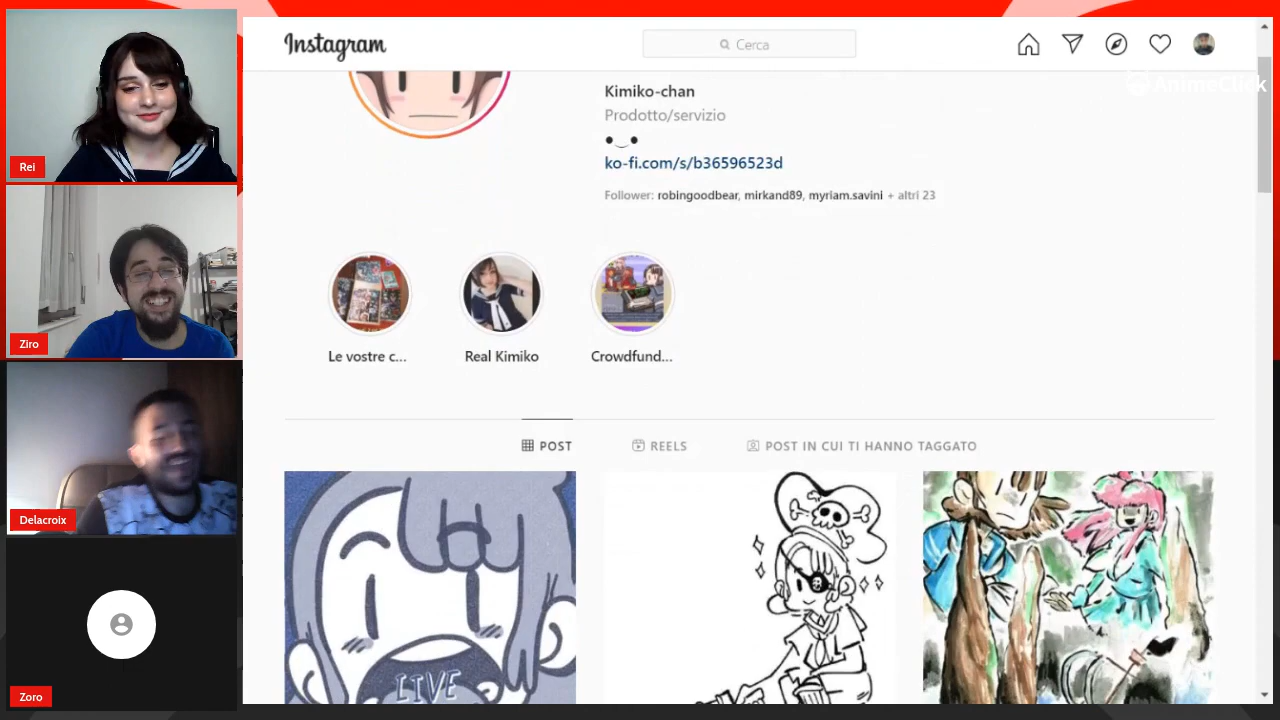 Instagram
Cerca
AnimeClick
Kimiko-chan
Prodotto/servizio
ko-fi.com/s/b36596523d
Follower: robingoodbear, mirkand89, myriam.savini + altri 23
Le vostre c...
Real Kimiko
Crowdfund...
POST
REELS
POST IN CUI TI HANNO TAGGATO
LIVE
Rei
Ziro
Delacroix
Zoro